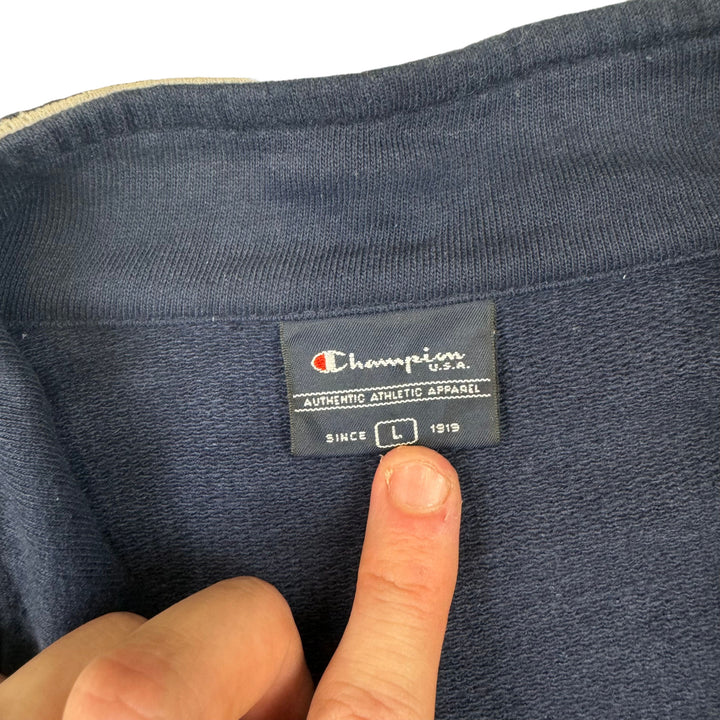 Champion
U.S.A.
AUTHENTIC ATHLETIC APPAREL
SINCE L 1919